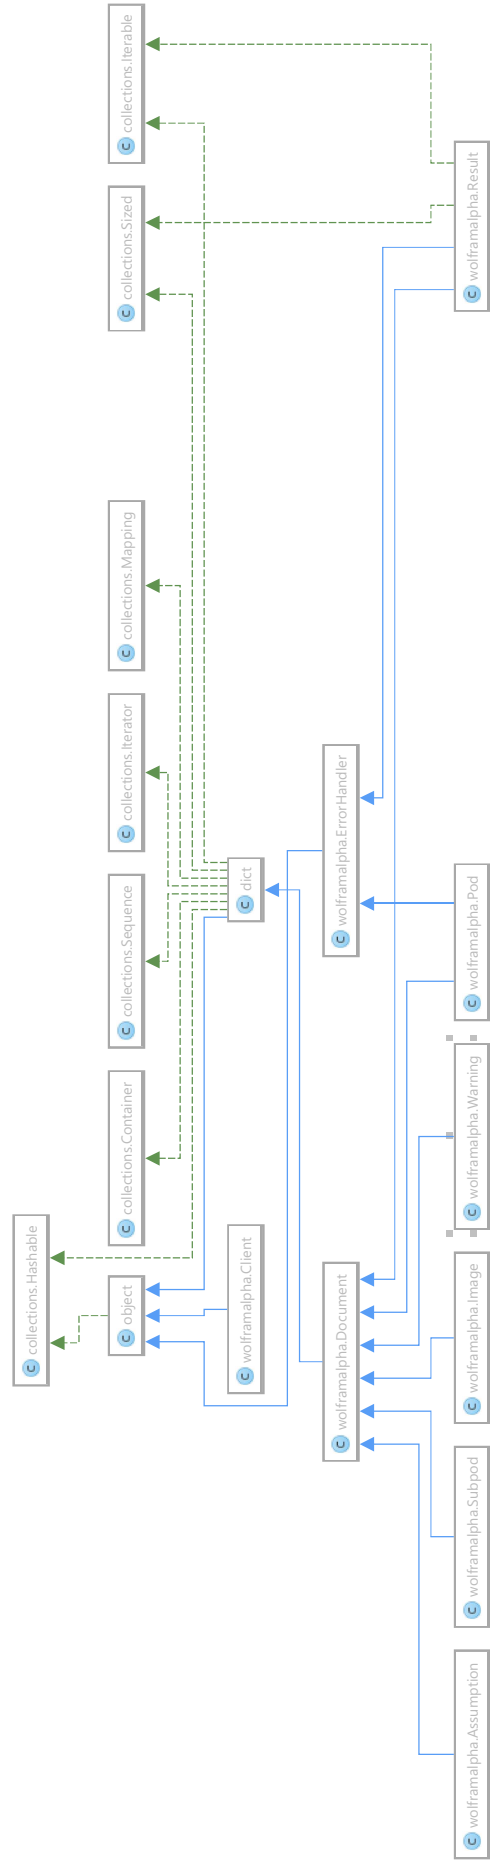 C collections.Hashable
C object
C collections.Container
C collections.Sequence
C collections.Iterator
C collections.Mapping
C collections.Sized
C collections.Iterable
C wolframalpha.Client
C dict
C wolframalpha.Document
C wolframalpha.ErrorHandler
C wolframalpha.Assumption
C wolframalpha.Subpod
C wolframalpha.Image
C wolframalpha.Warning
C wolframalpha.Pod
C wolframalpha.Result